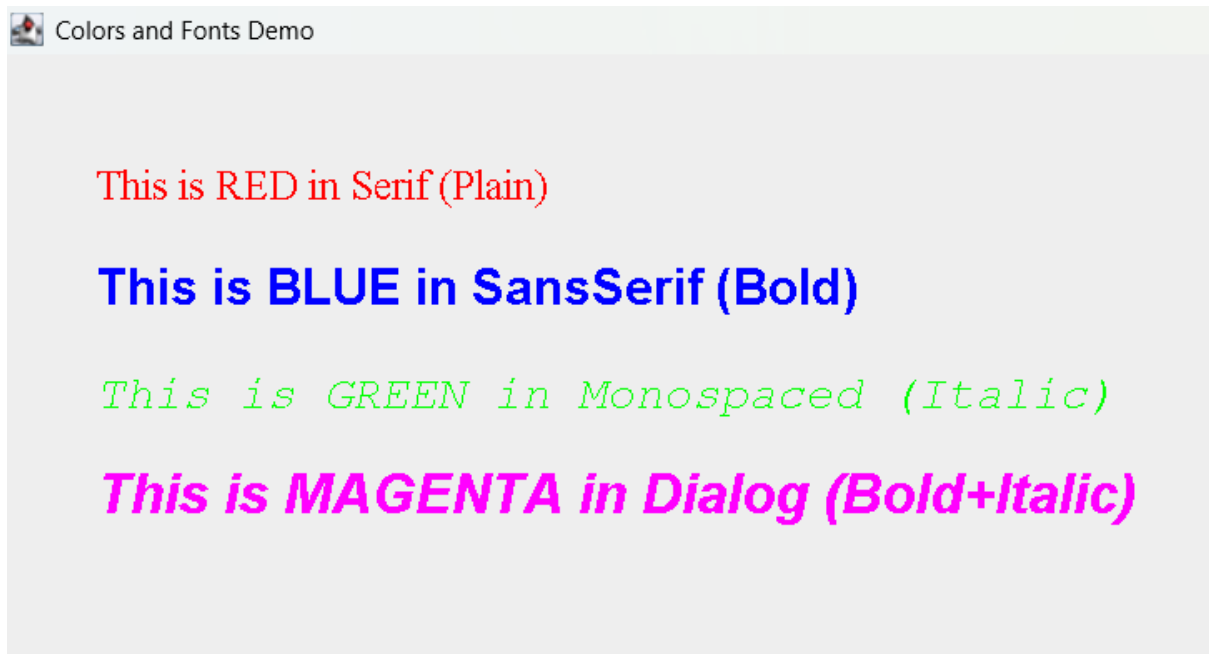 Colors and Fonts Demo
This is RED in Serif (Plain)
This is BLUE in SansSerif (Bold)
This is GREEN in Monospaced (Italic)
This is MAGENTA in Dialog (Bold+Italic)